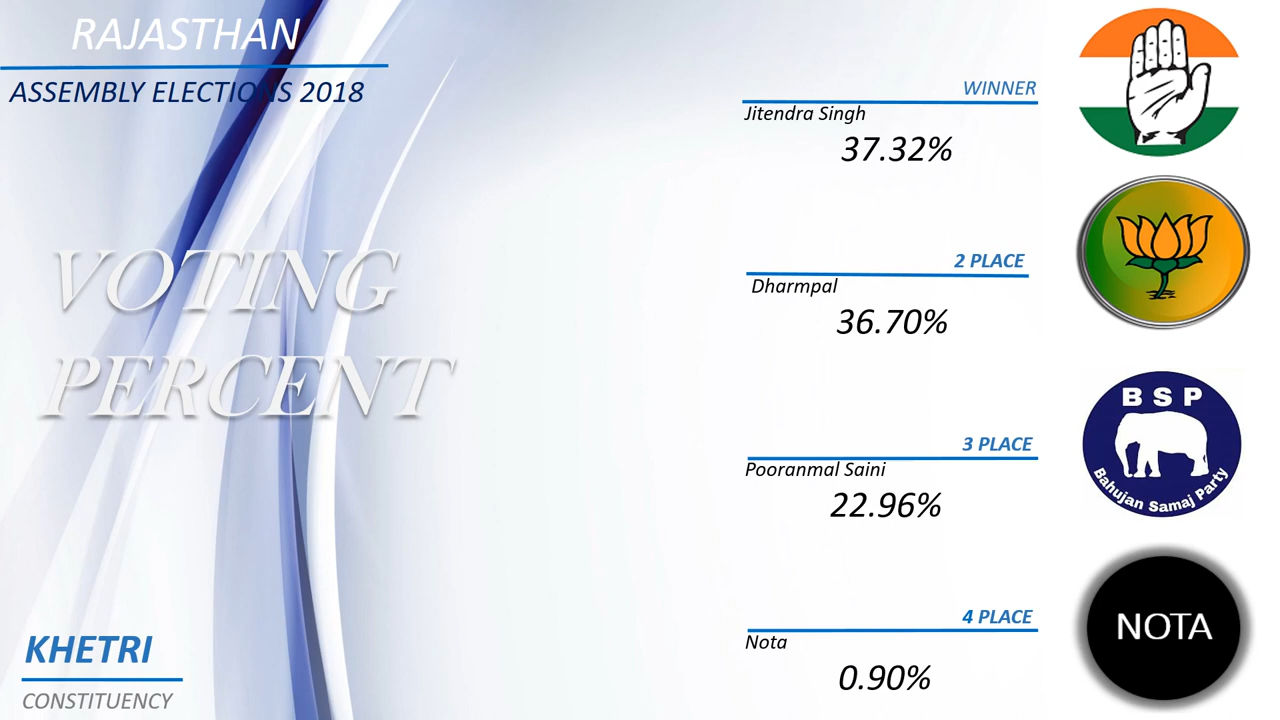 RAJASTHAN
ASSEMBLY ELECTIONS 2018
VOTING
PERCENT
KHETRI
CONSTITUENCY
WINNER
Jitendra Singh
37.32%
2 PLACE
Dharmpal
36.70%
3 PLACE
Pooranmal Saini
22.96%
4 PLACE
Nota
0.90%
BSP
Bahujan Samaj Party
NOTA